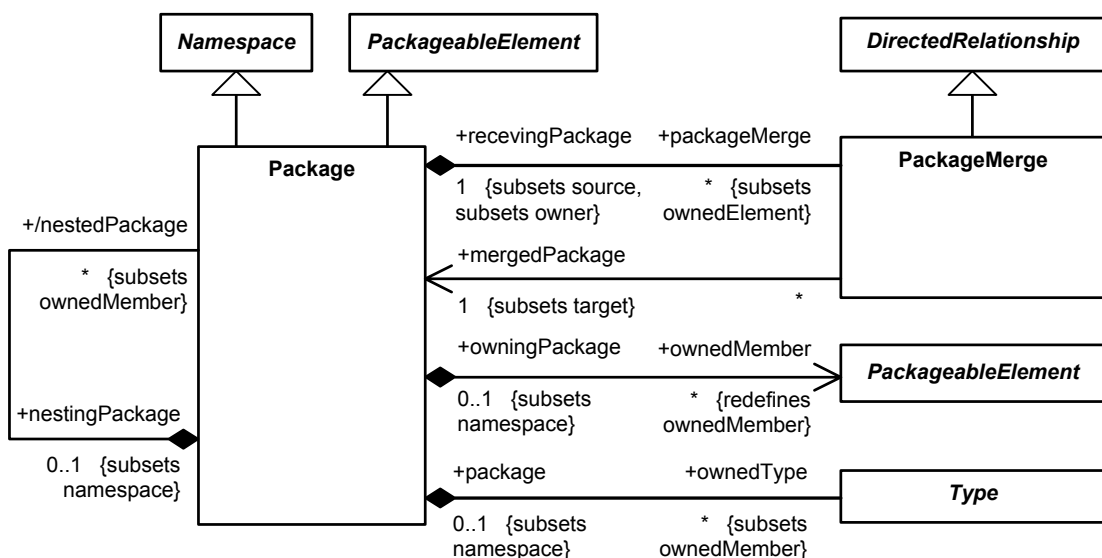 Namespace
PackageableElement
DirectedRelationship
Package
+recevingPackage
+packageMerge
PackageMerge
1 {subsets source,
subsets owner}
* {subsets
ownedElement}
+/nestedPackage
* {subsets
ownedMember}
+mergedPackage
1 {subsets target}
*
+owningPackage
+ownedMember
PackageableElement
0..1 {subsets
namespace}
* {redefines
ownedMember}
+nestingPackage
0..1 {subsets
namespace}
+package
+ownedType
Type
0..1 {subsets
namespace}
* {subsets
ownedMember}